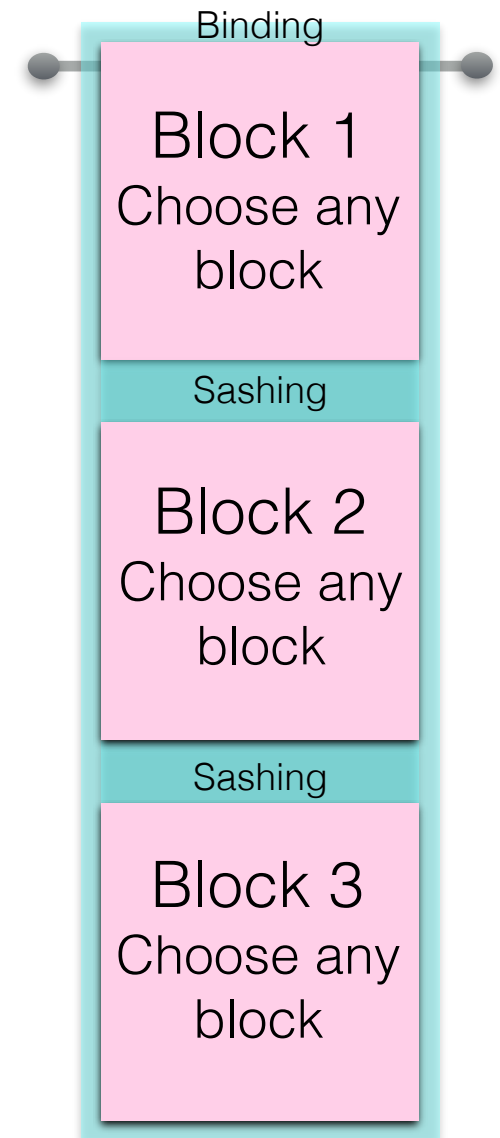 Binding
Block 1
Choose any
block
Sashing
Block 2
Choose any
block
Sashing
Block 3
Choose any
block